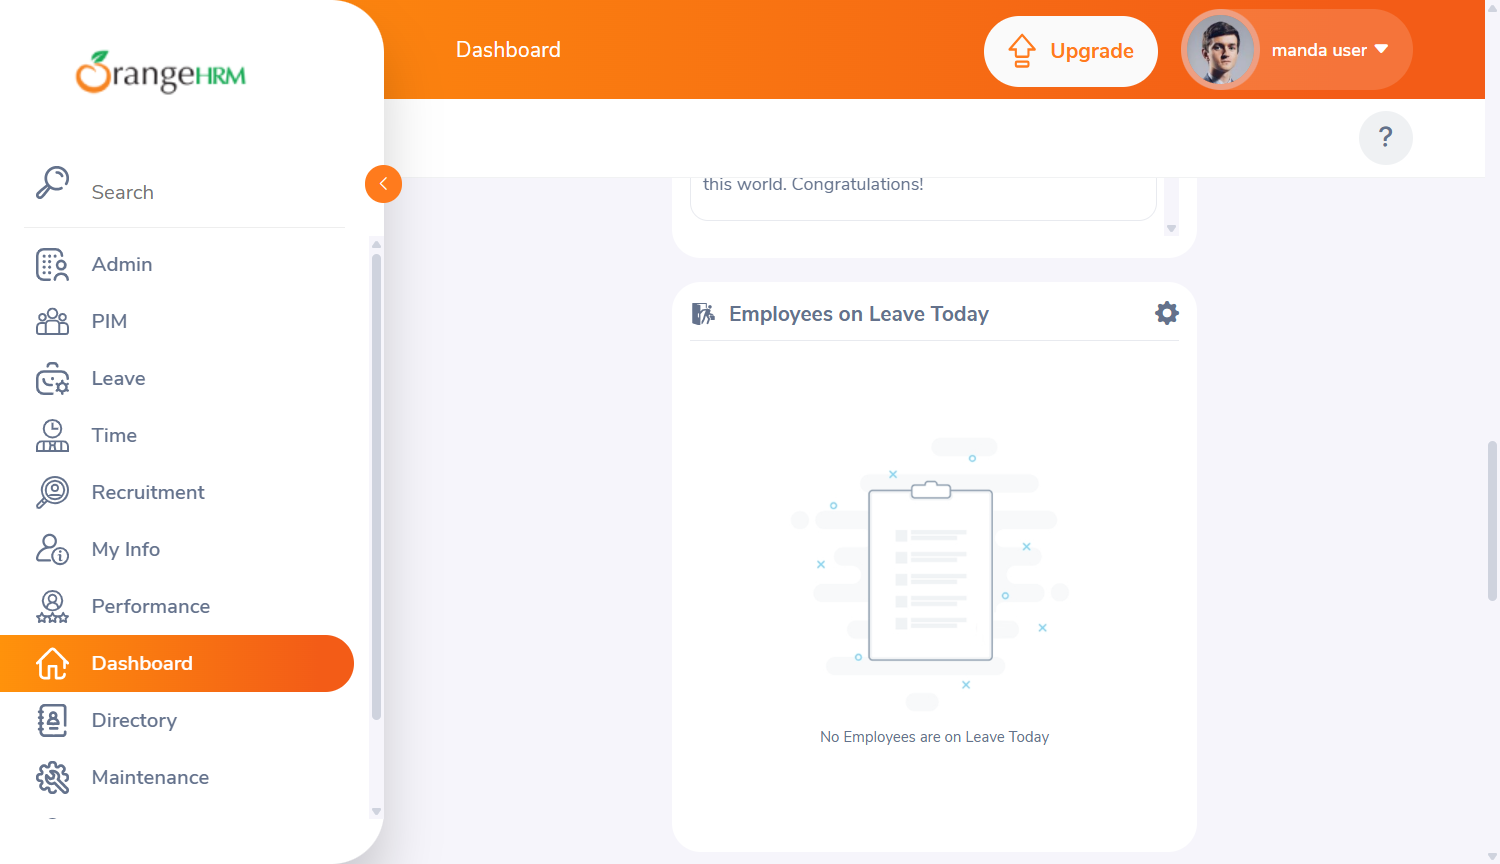 OrangeHRM
Dashboard
Upgrade
manda user
?
Search
Admin
PIM
Leave
Time
Recruitment
My Info
Performance
Dashboard
Directory
Maintenance
this world. Congratulations!
Employees on Leave Today
No Employees are on Leave Today